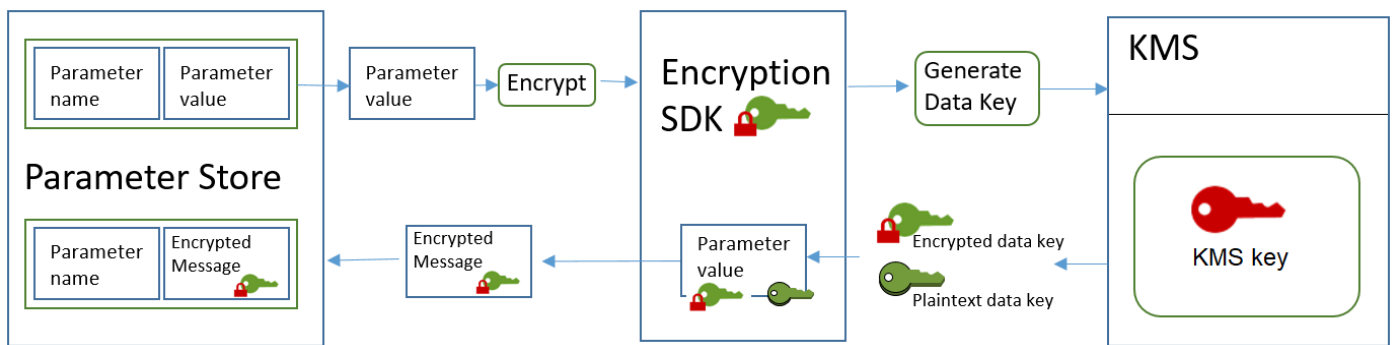 Parameter
name
Parameter
value
Parameter
value
Encrypt
Encryption
SDK
Generate
Data Key
KMS
Parameter Store
Parameter
name
Encrypted
Message
Encrypted
Message
Parameter
value
Encrypted data key
Plaintext data key
KMS key